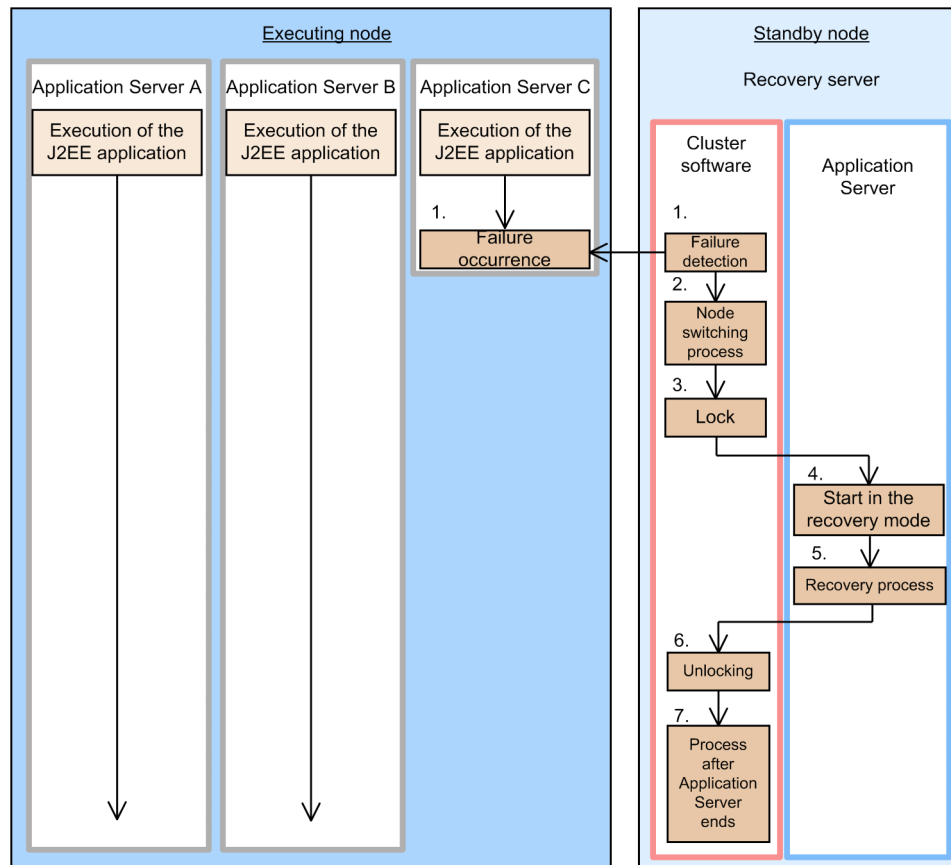 Executing node
Application Server A
Execution of the
J2EE application
Application Server B
Execution of the
J2EE application
Application Server C
Execution of the
J2EE application
1.
Failure
occurrence
Standby node
Recovery server
Cluster
software
1.
Failure
detection
2.
Node
switching
process
3.
Lock
Application
Server
4.
Start in the
recovery mode
5.
Recovery process
6.
Unlocking
7.
Process
after
Application
Server
ends